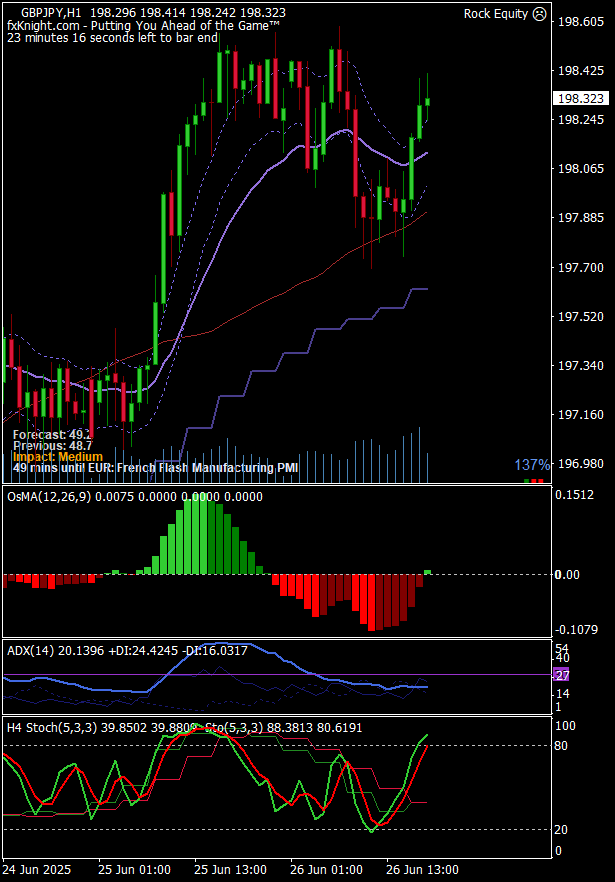 GBPJPY,H1 198.296 198.414 198.242 198.323
Rock Equity
fxKnight.com - Putting You Ahead of the Game™
23 minutes 16 seconds left to bar end
198.605
198.425
198.323
198.245
198.065
197.885
197.700
197.520
197.340
197.160
196.980
Forecast: 49.2
Previous: 48.7
Impact: Medium
49 mins until EUR: French Flash Manufacturing PMI
137%
OsMA(12,26,9) 0.0075 0.0000 0.0000 0.0000
0.1512
0.00
-0.1079
ADX(14) 20.1396 +DI:24.4245 -DI:16.0317
54
40
27
14
1
H4 Stoch(5,3,3) 39.8502 39.8808 Sto(5,3,3) 88.3813 80.6191
100
80
20
0
24 Jun 2025 25 Jun 01:00 25 Jun 13:00 26 Jun 01:00 26 Jun 13:00